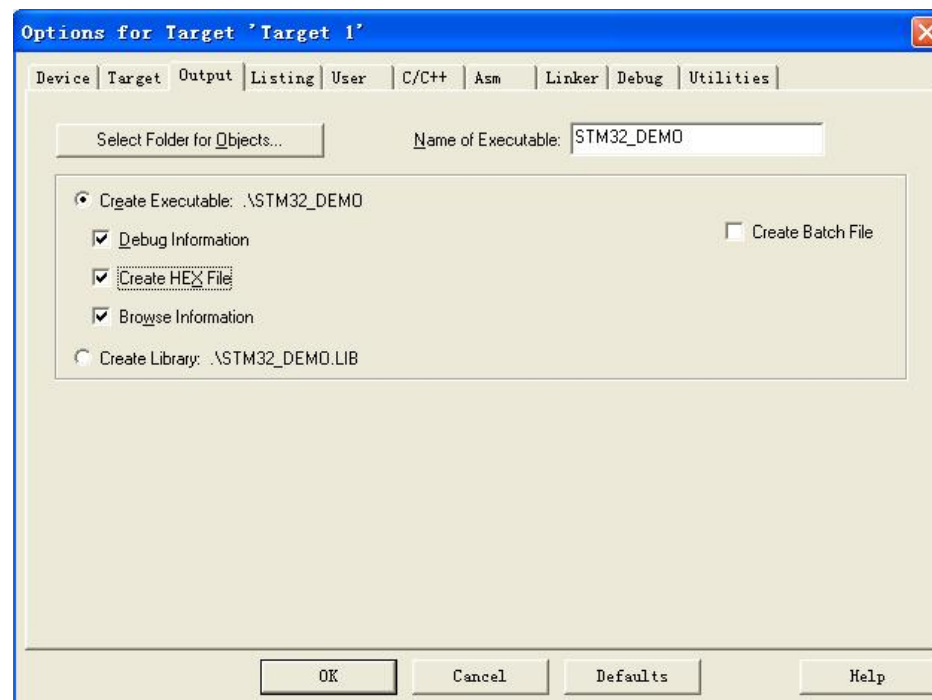 Options for Target 'Target 1'
Device Target Output Listing User C/C++ Asm Linker Debug Utilities
Select Folder for Objects... Name of Executable: STM32_DEMO
Create Executable: .\STM32_DEMO
Debug Information Create Batch File
Create HEX File
Browse Information
Create Library: .\STM32_DEMO.LIB
OK Cancel Defaults Help